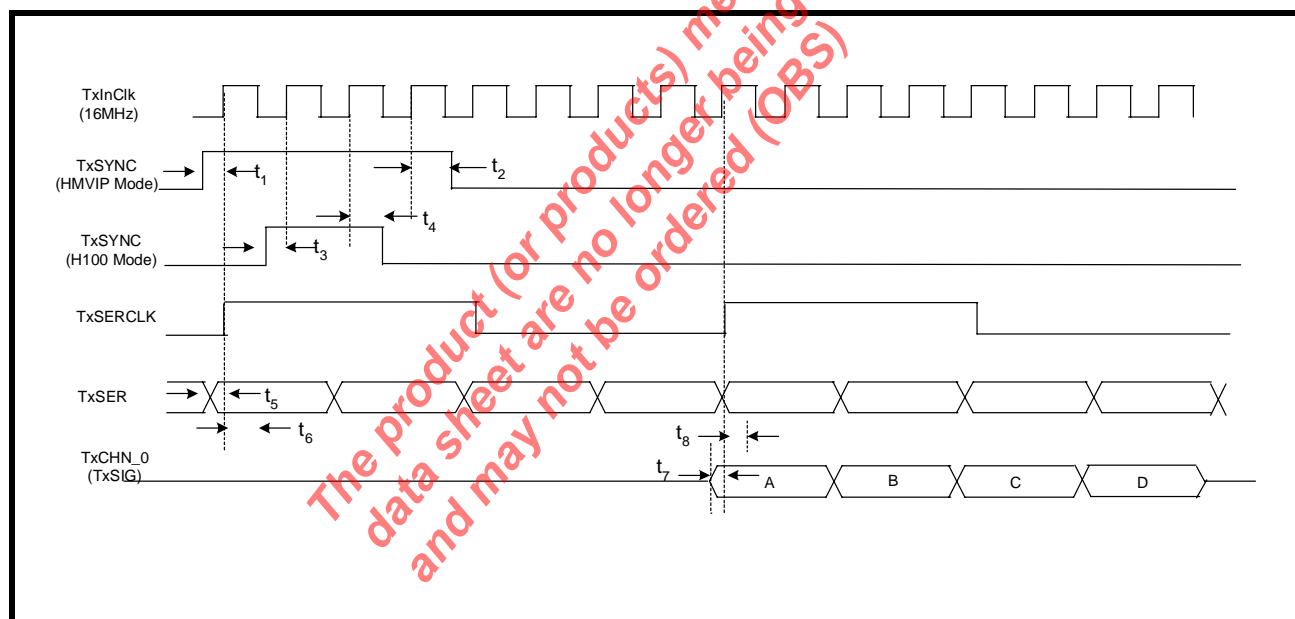 TxInClk
(16MHz)
TxSYNC
(HMVIP Mode)
t1
t2
TxSYNC
(H100 Mode)
t3
t4
TxSERCLK
TxSER
t5
t6
TxCHN_0
(TxSIG)
t7
t8
A
B
C
D
The product (or products)
data sheet are no longer being
and may not be ordered (OBS)